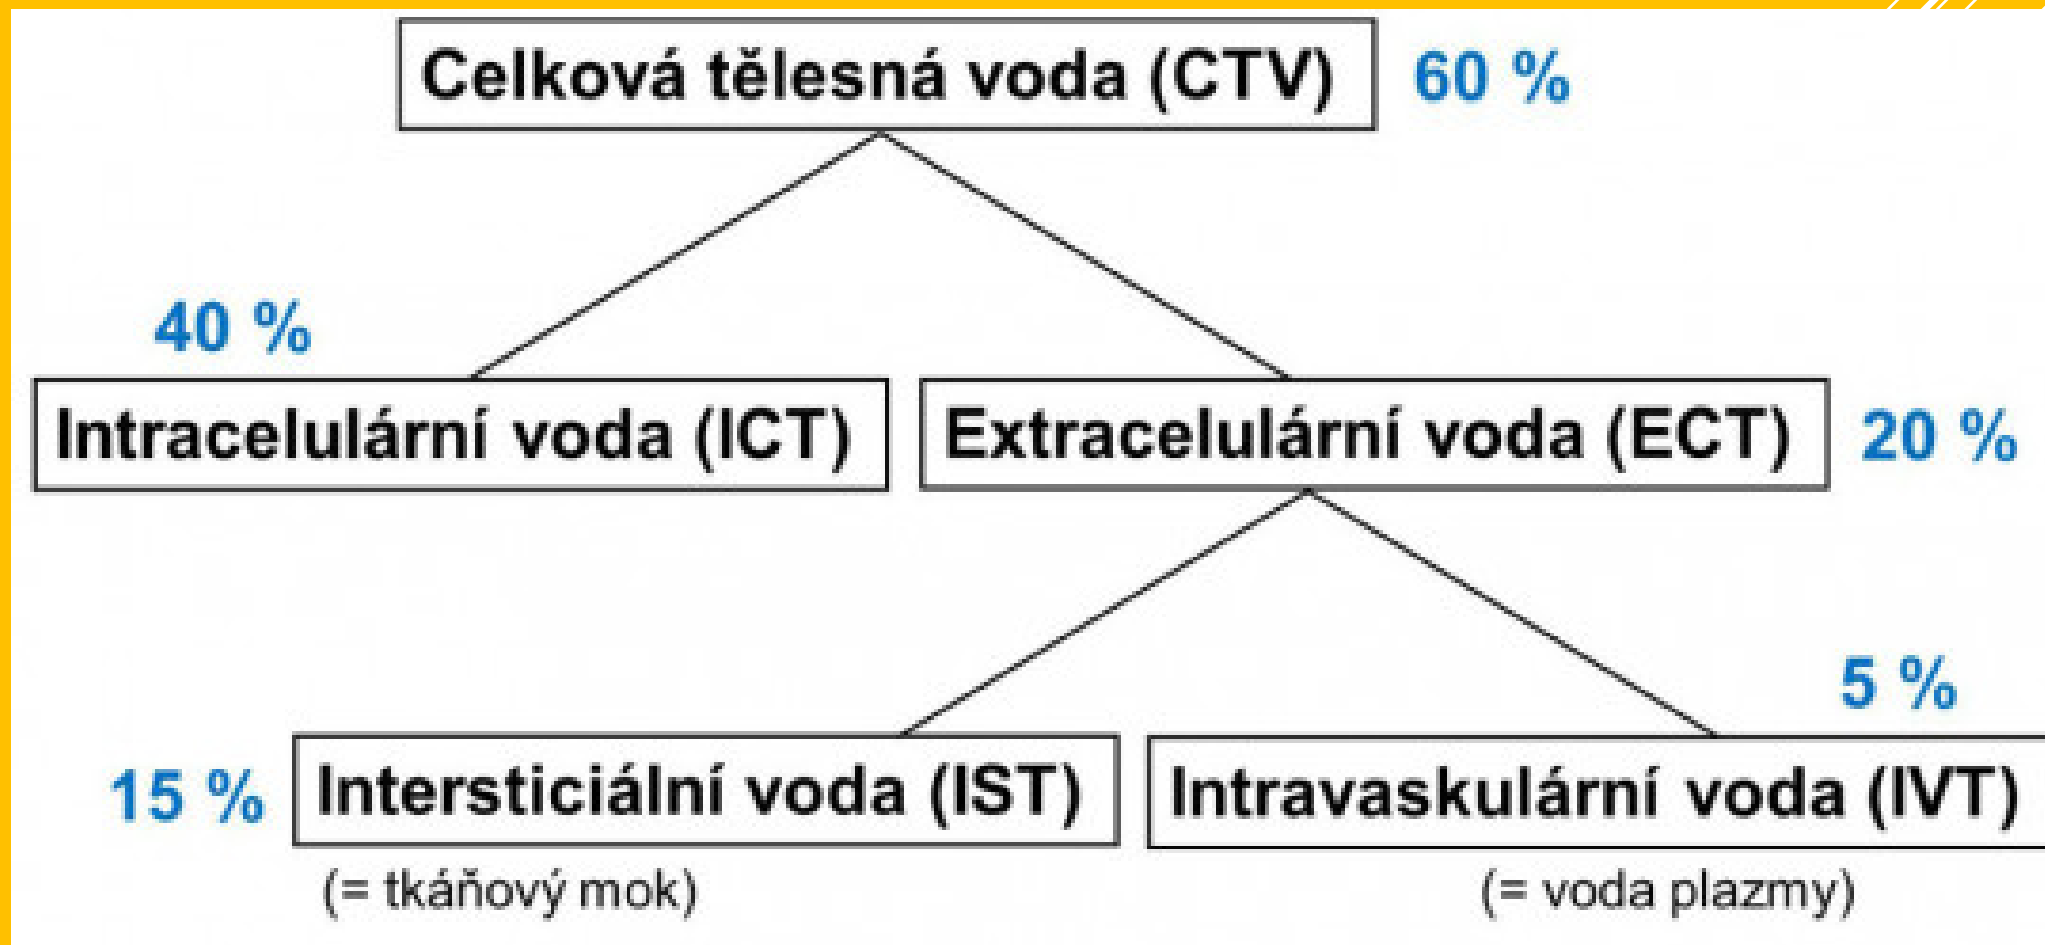 Celková tělesná voda (CTV) 60 %
40 %
Intracelulární voda (ICT)
Extracelulární voda (ECT) 20 %
5 %
15 % Intersticiální voda (IST)
Intravaskulární voda (IVT)
(= tkáňový mok)
(= voda plazmy)